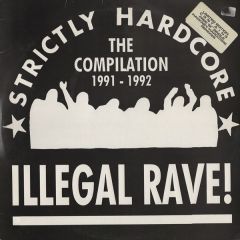 STRICTLY HARDCORE
THE
COMPILATION
1991 - 1992
ILLEGAL RAVE!